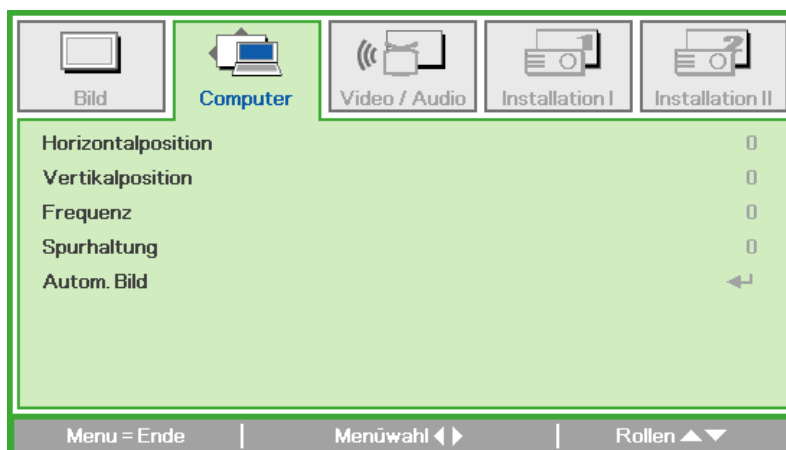 Bild
Computer
Video / Audio
Installation I
Installation II
Horizontalposition 0
Vertikalposition 0
Frequenz 0
Spurhaltung 0
Autom. Bild
Menu = Ende
Menüwahl
Rollen